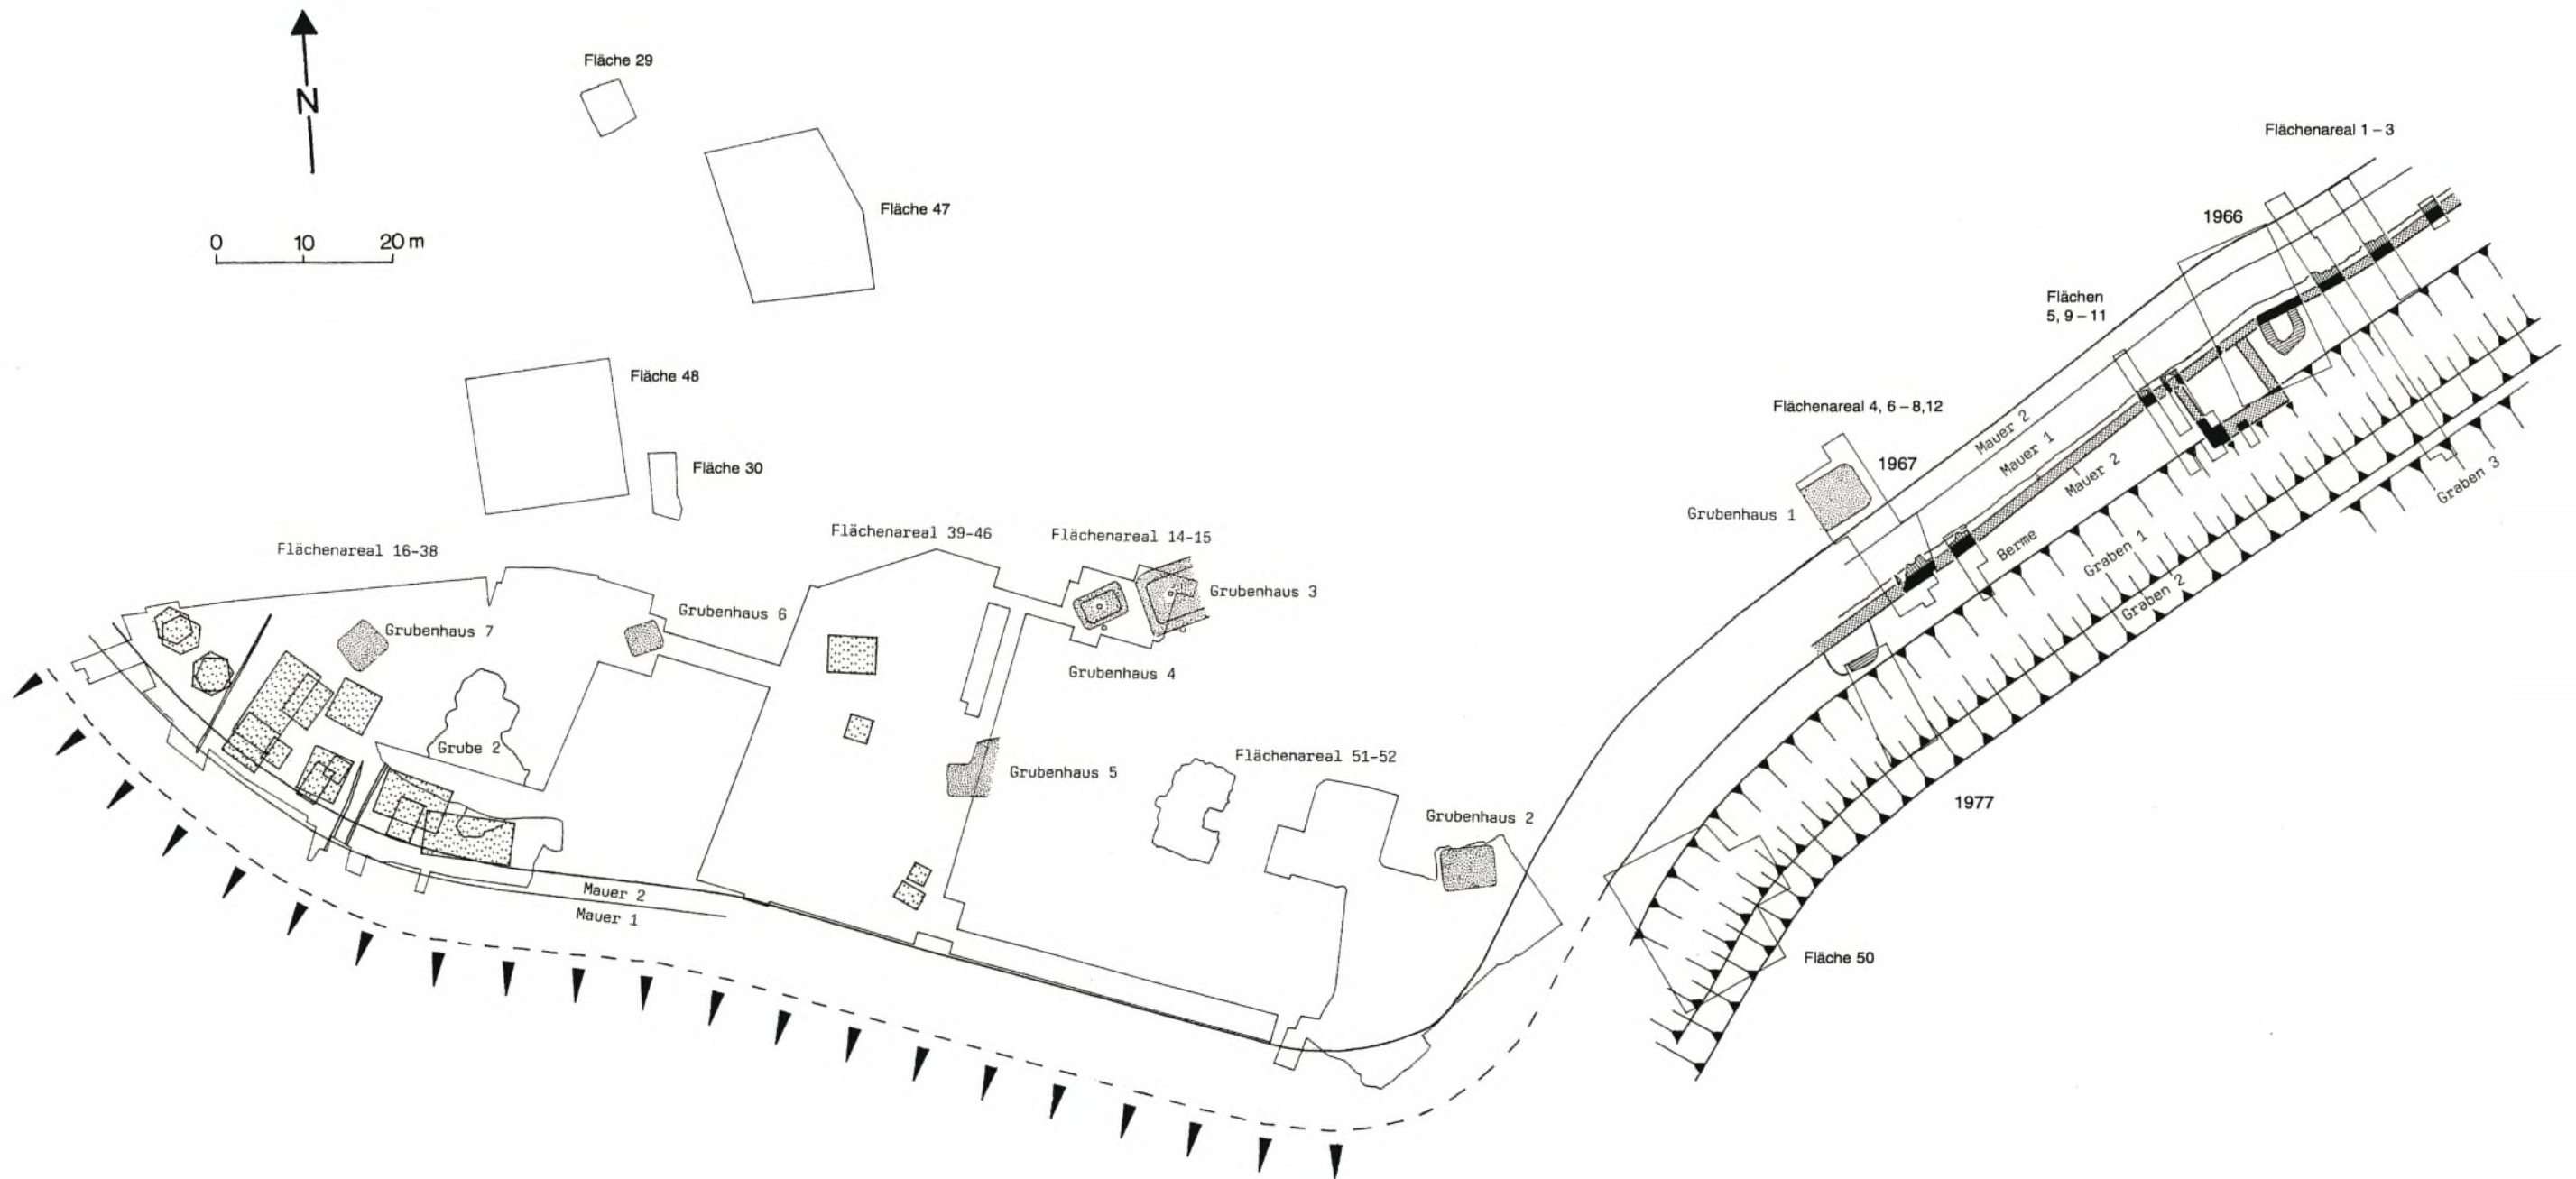 N
0 10 20 m
Fläche 29
Fläche 47
Fläche 48
Fläche 30
Flächenareal 1 – 3
1966
Flächen
5, 9 – 11
Flächenareal 4, 6 – 8,12
1967
Grubenhaus 1
Mauer 2
Mauer 1
Mauer 2
Berme
Graben 1
Graben 2
Graben 3
Flächenareal 16-38
Flächenareal 39-46
Flächenareal 14-15
Grubenhaus 3
Grubenhaus 6
Grubenhaus 7
Grubenhaus 4
Grube 2
Grubenhaus 5
Flächenareal 51-52
Grubenhaus 2
1977
Mauer 2
Mauer 1
Fläche 50